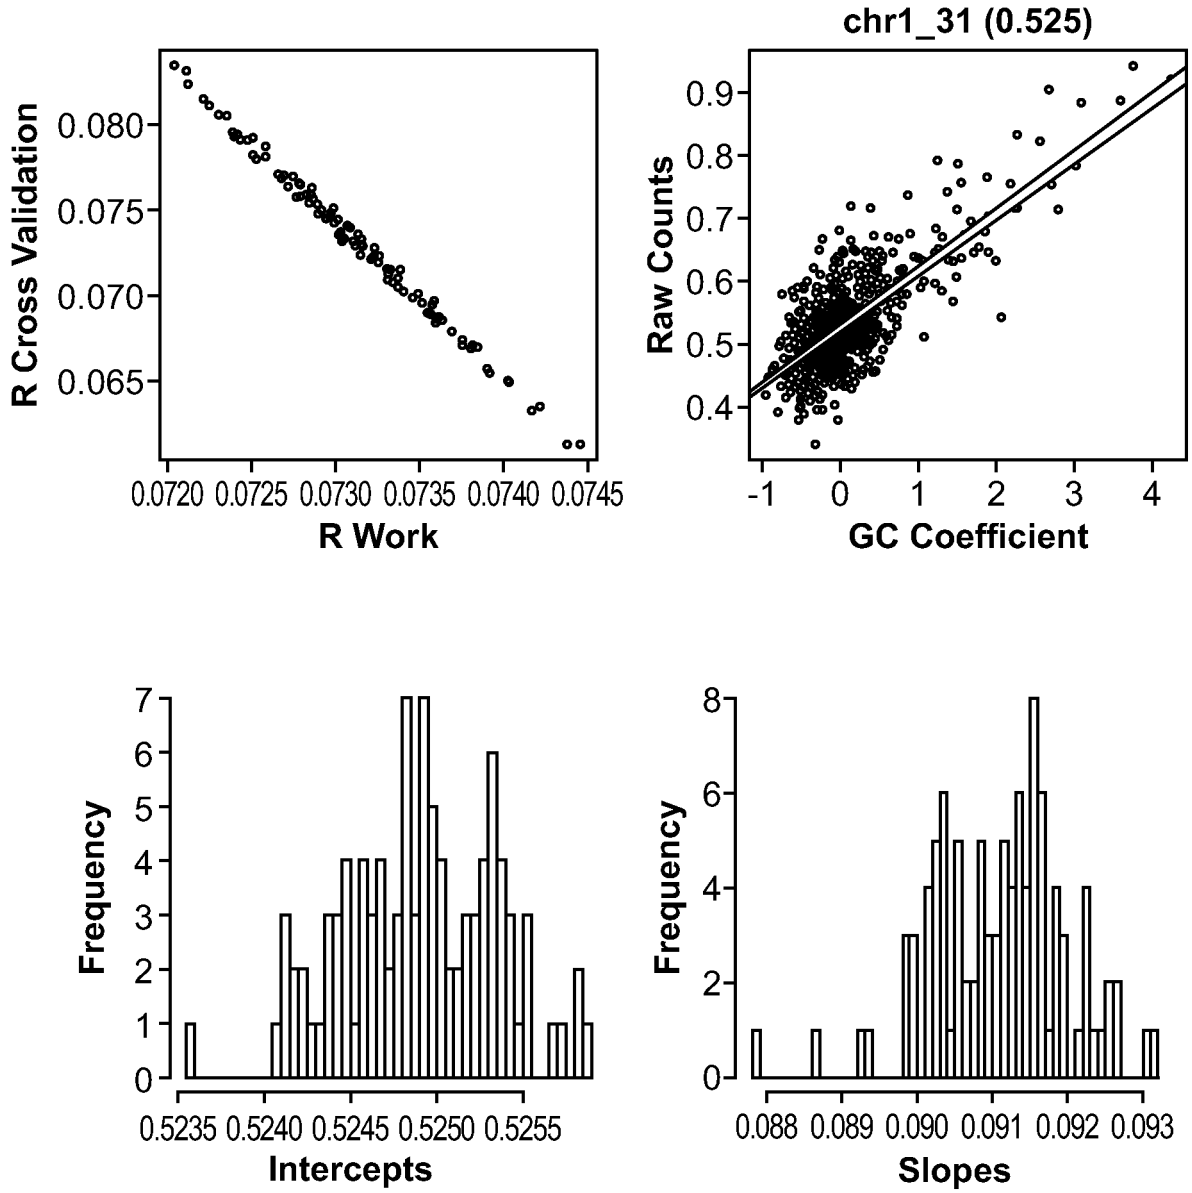 chr1_31 (0.525)
R Cross Validation
0.080
0.075
0.070
0.065
0.072 0.0725 0.0730 0.0735 0.0740 0.0745
R Work
Raw Counts
0.9
0.8
0.7
0.6
0.5
0.4
-1 0 1 2 3 4
GC Coefficient
Frequency
7
6
5
4
3
2
1
0
0.5235 0.5240 0.5245 0.5250 0.5255
Intercepts
Frequency
8
6
4
2
0
0.088 0.089 0.090 0.091 0.092 0.093
Slopes